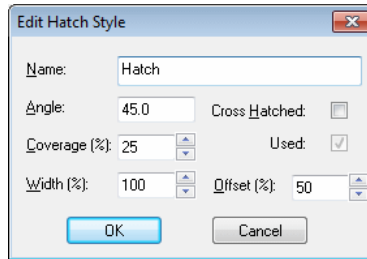 Edit Hatch Style
Name: Hatch
Angle: 45.0 Cross Hatched:
Coverage (%): 25 Used:
Width (%): 100 Offset (%): 50
OK Cancel